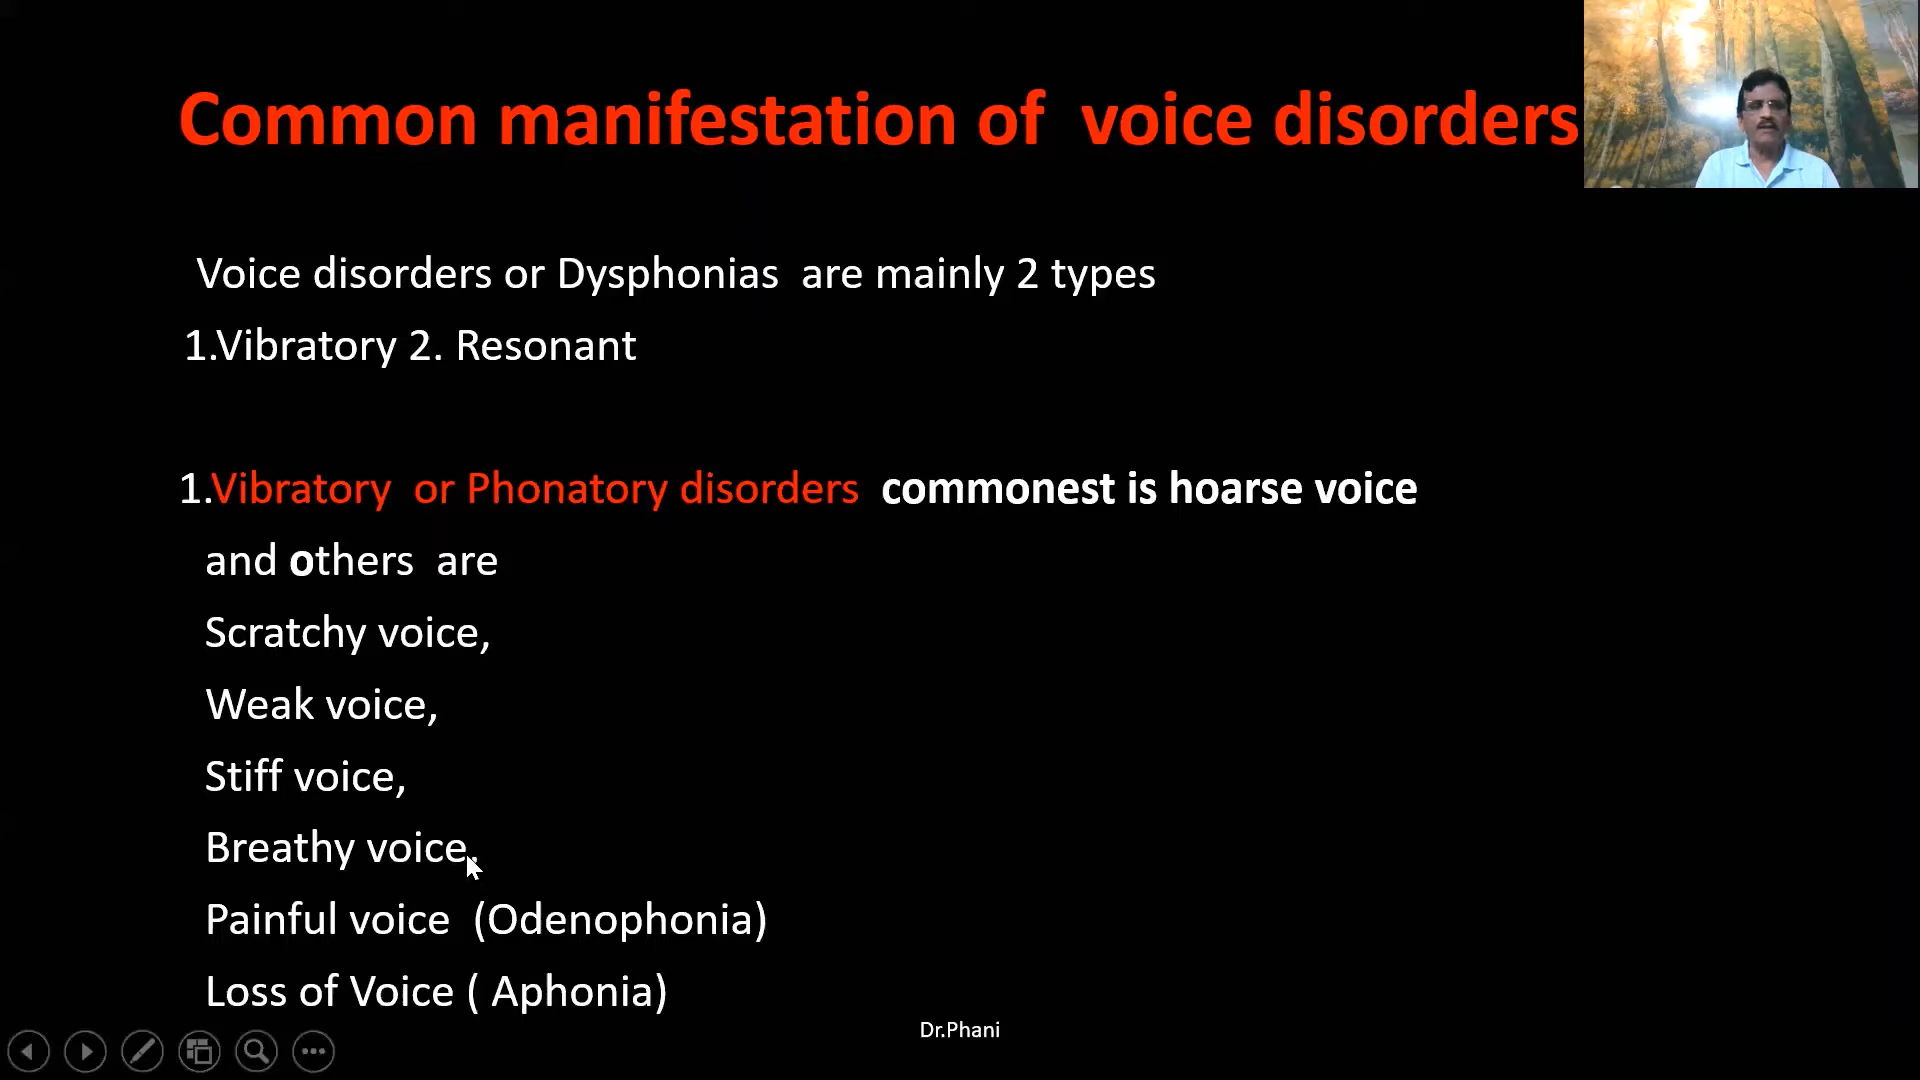 Common manifestation of voice disorders
Voice disorders or Dysphonias are mainly 2 types
1.Vibratory 2. Resonant
1.Vibratory or Phonatory disorders commonest is hoarse voice
and others are
Scratchy voice,
Weak voice,
Stiff voice,
Breathy voice,
Painful voice (Odenophonia)
Loss of Voice ( Aphonia)
Dr.Phani